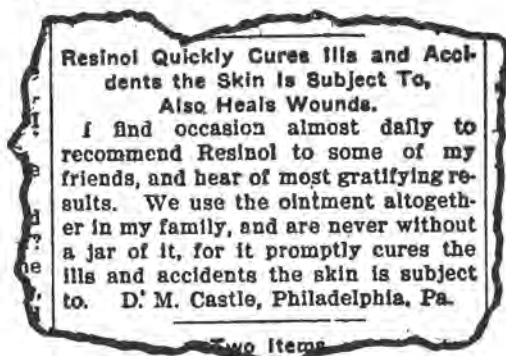 Resinol Quickly Cures Ills and Acci-
dents the Skin Is Subject To,
Also Heals Wounds.
I find occasion almost daily to
recommend Resinol to some of my
friends, and hear of most gratifying re-
sults. We use the ointment altogeth-
er in my family, and are never without
a jar of it, for it promptly cures the
ills and accidents the skin is subject
to. D. M. Castle, Philadelphia, Pa.
Two Items